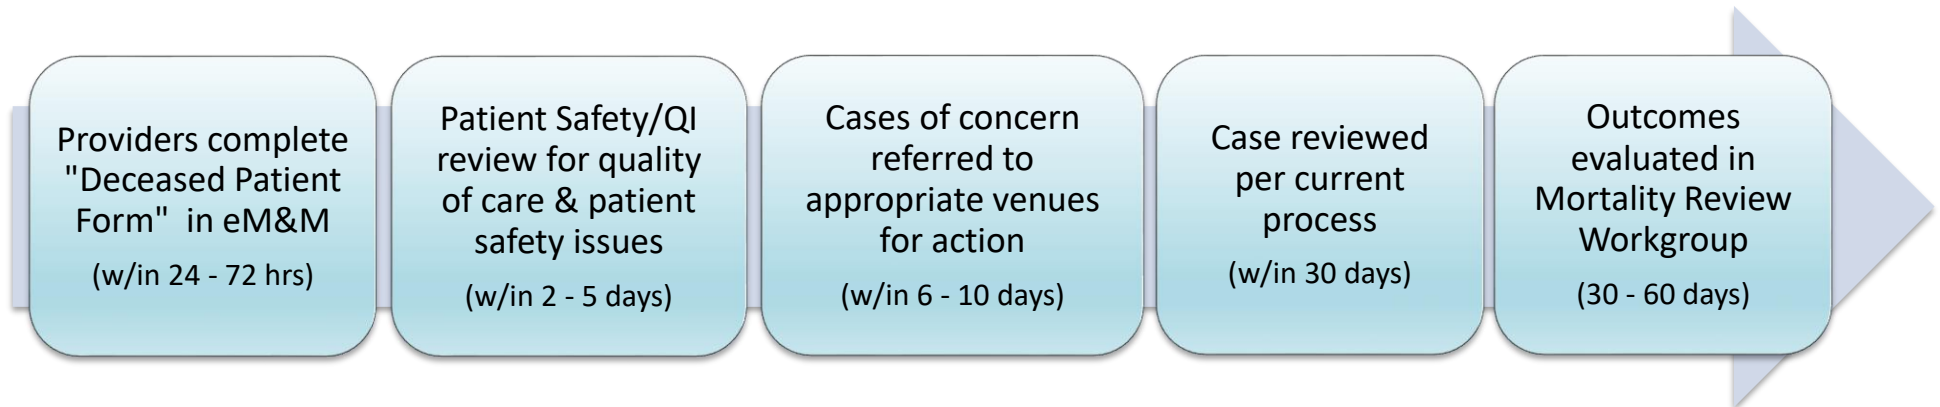 Providers complete
"Deceased Patient
Form"  in eM&M
(w/in 24 - 72 hrs)
Patient Safety/QI
review for quality
of care & patient
safety issues
(w/in 2 - 5 days)
Cases of concern
referred to
appropriate venues
for action
(w/in 6 - 10 days)
Case reviewed
per current
process
(w/in 30 days)
Outcomes
evaluated in
Mortality Review
Workgroup
(30 - 60 days)